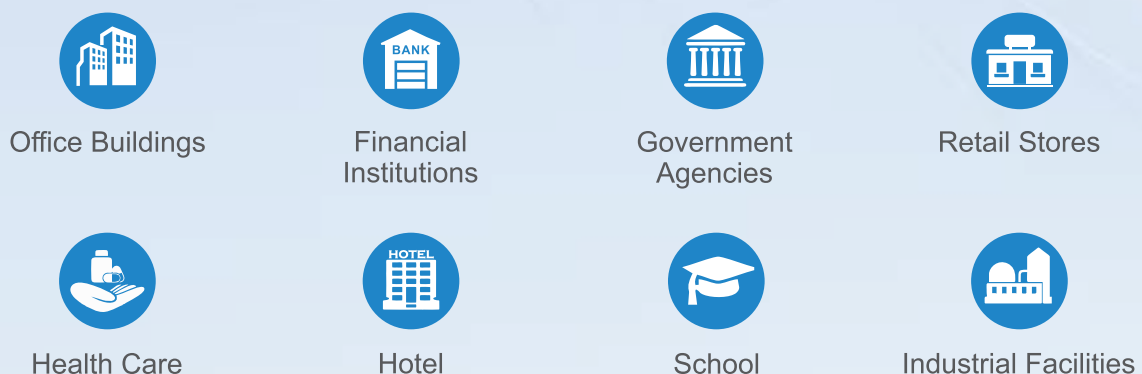 BANK
Office Buildings
Financial
Institutions
Government
Agencies
Retail Stores
HOTEL
Health Care
Hotel
School
Industrial Facilities